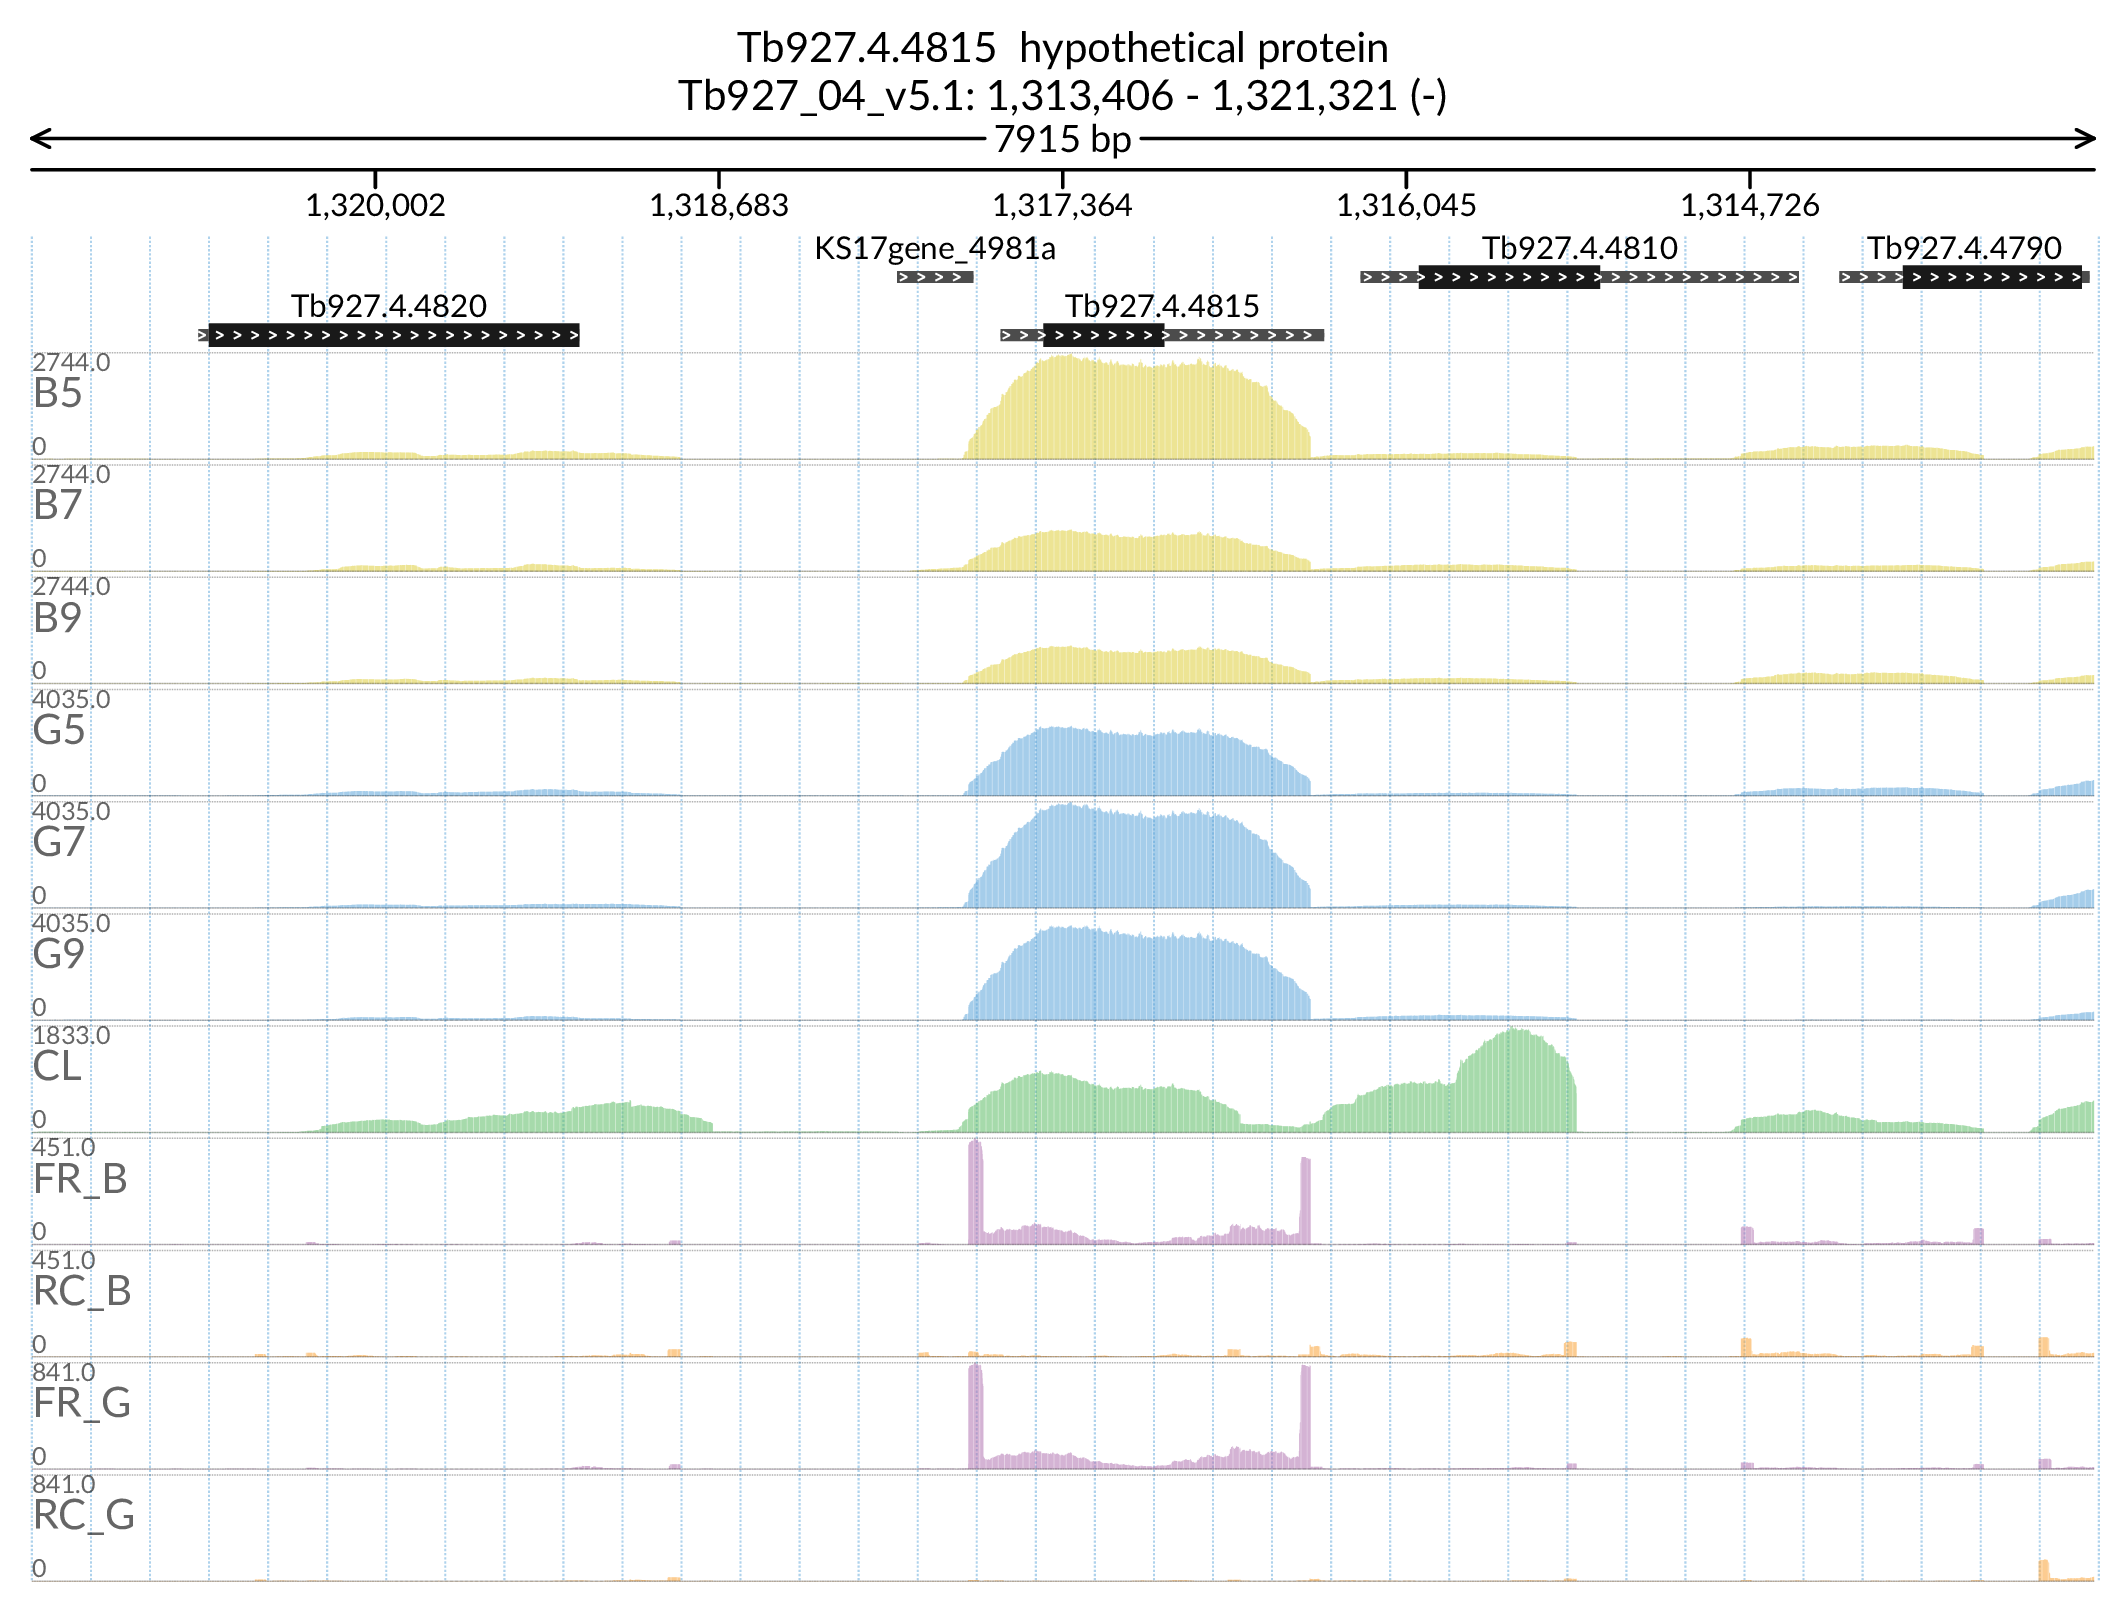 Tb927.4.4815 hypothetical protein
Tb927_04_v5.1: 1,313,406 - 1,321,321 (-)
7915 bp
1,320,002 1,318,683 1,317,364 1,316,045 1,314,726
KS17gene_4981a Tb927.4.4810 Tb927.4.4790
Tb927.4.4820 Tb927.4.4815
2744.0
B5
0
2744.0
B7
0
2744.0
B9
0
4035.0
G5
0
4035.0
G7
0
4035.0
G9
0
1833.0
CL
0
451.0
FR_B
0
451.0
RC_B
0
841.0
FR_G
0
841.0
RC_G
0